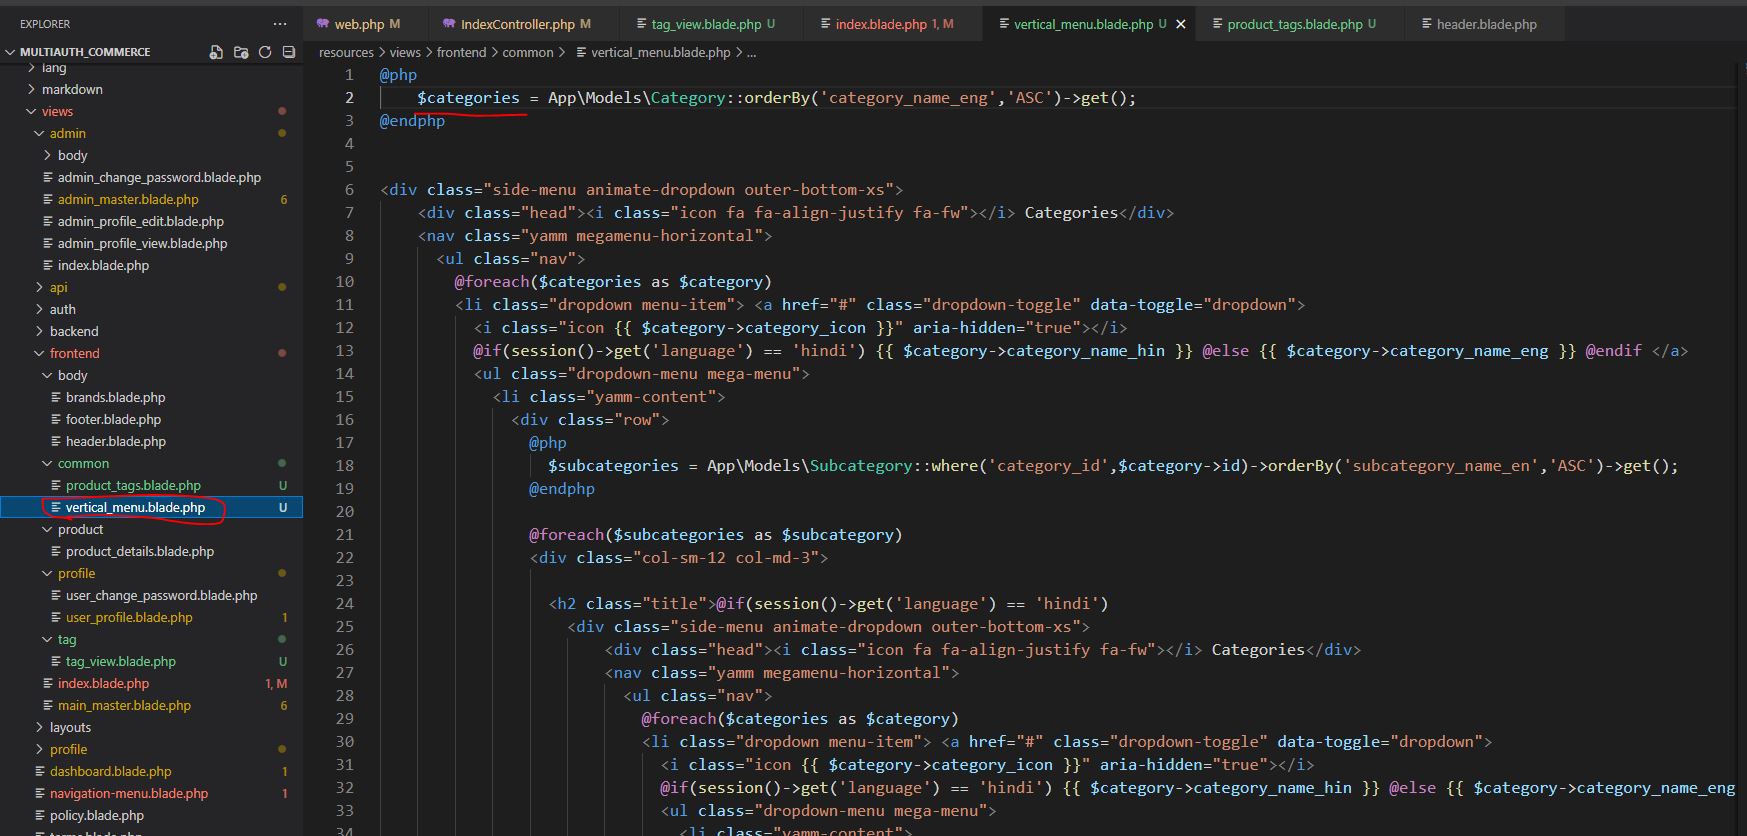 EXPLORER ...
MULTIAUTH_COMMERCE
lang
markdown
views
admin
body
admin_change_password.blade.php
admin_master.blade.php 6
admin_profile_edit.blade.php
admin_profile_view.blade.php
index.blade.php
api
auth
backend
frontend
body
brands.blade.php
footer.blade.php
header.blade.php
common
product_tags.blade.php U
vertical_menu.blade.php U
product
product_details.blade.php
profile
user_change_password.blade.php
user_profile.blade.php 1
tag
tag_view.blade.php U
index.blade.php 1, M
main_master.blade.php 6
layouts
profile
dashboard.blade.php 1
navigation-menu.blade.php 1
policy.blade.php
terms.blade.php
web.php M IndexController.php M tag_view.blade.php U index.blade.php 1, M vertical_menu.blade.php U product_tags.blade.php U header.blade.php
resources > views > frontend > common > vertical_menu.blade.php > ...
1 @php
2 $categories = App\Models\Category::orderBy('category_name_eng','ASC')->get();
3 @endphp
4
5
6 <div class="side-menu animate-dropdown outer-bottom-xs">
7 <div class="head"><i class="icon fa fa-align-justify fa-fw"></i> Categories</div>
8 <nav class="yamm megamenu-horizontal">
9 <ul class="nav">
10 @foreach($categories as $category)
11 <li class="dropdown menu-item"> <a href="#" class="dropdown-toggle" data-toggle="dropdown">
12 <i class="icon {{ $category->category_icon }}" aria-hidden="true"></i>
13 @if(session()->get('language') == 'hindi') {{ $category->category_name_hin }} @else {{ $category->category_name_eng }} @endif </a>
14 <ul class="dropdown-menu mega-menu">
15 <li class="yamm-content">
16 <div class="row">
17 @php
18 $subcategories = App\Models\Subcategory::where('category_id',$category->id)->orderBy('subcategory_name_en','ASC')->get();
19 @endphp
20
21 @foreach($subcategories as $subcategory)
22 <div class="col-sm-12 col-md-3">
23
24 <h2 class="title">@if(session()->get('language') == 'hindi')
25 <div class="side-menu animate-dropdown outer-bottom-xs">
26 <div class="head"><i class="icon fa fa-align-justify fa-fw"></i> Categories</div>
27 <nav class="yamm megamenu-horizontal">
28 <ul class="nav">
29 @foreach($categories as $category)
30 <li class="dropdown menu-item"> <a href="#" class="dropdown-toggle" data-toggle="dropdown">
31 <i class="icon {{ $category->category_icon }}" aria-hidden="true"></i>
32 @if(session()->get('language') == 'hindi') {{ $category->category_name_hin }} @else {{ $category->category_name_eng
33 <ul class="dropdown-menu mega-menu">
34 <li class="yamm-content">